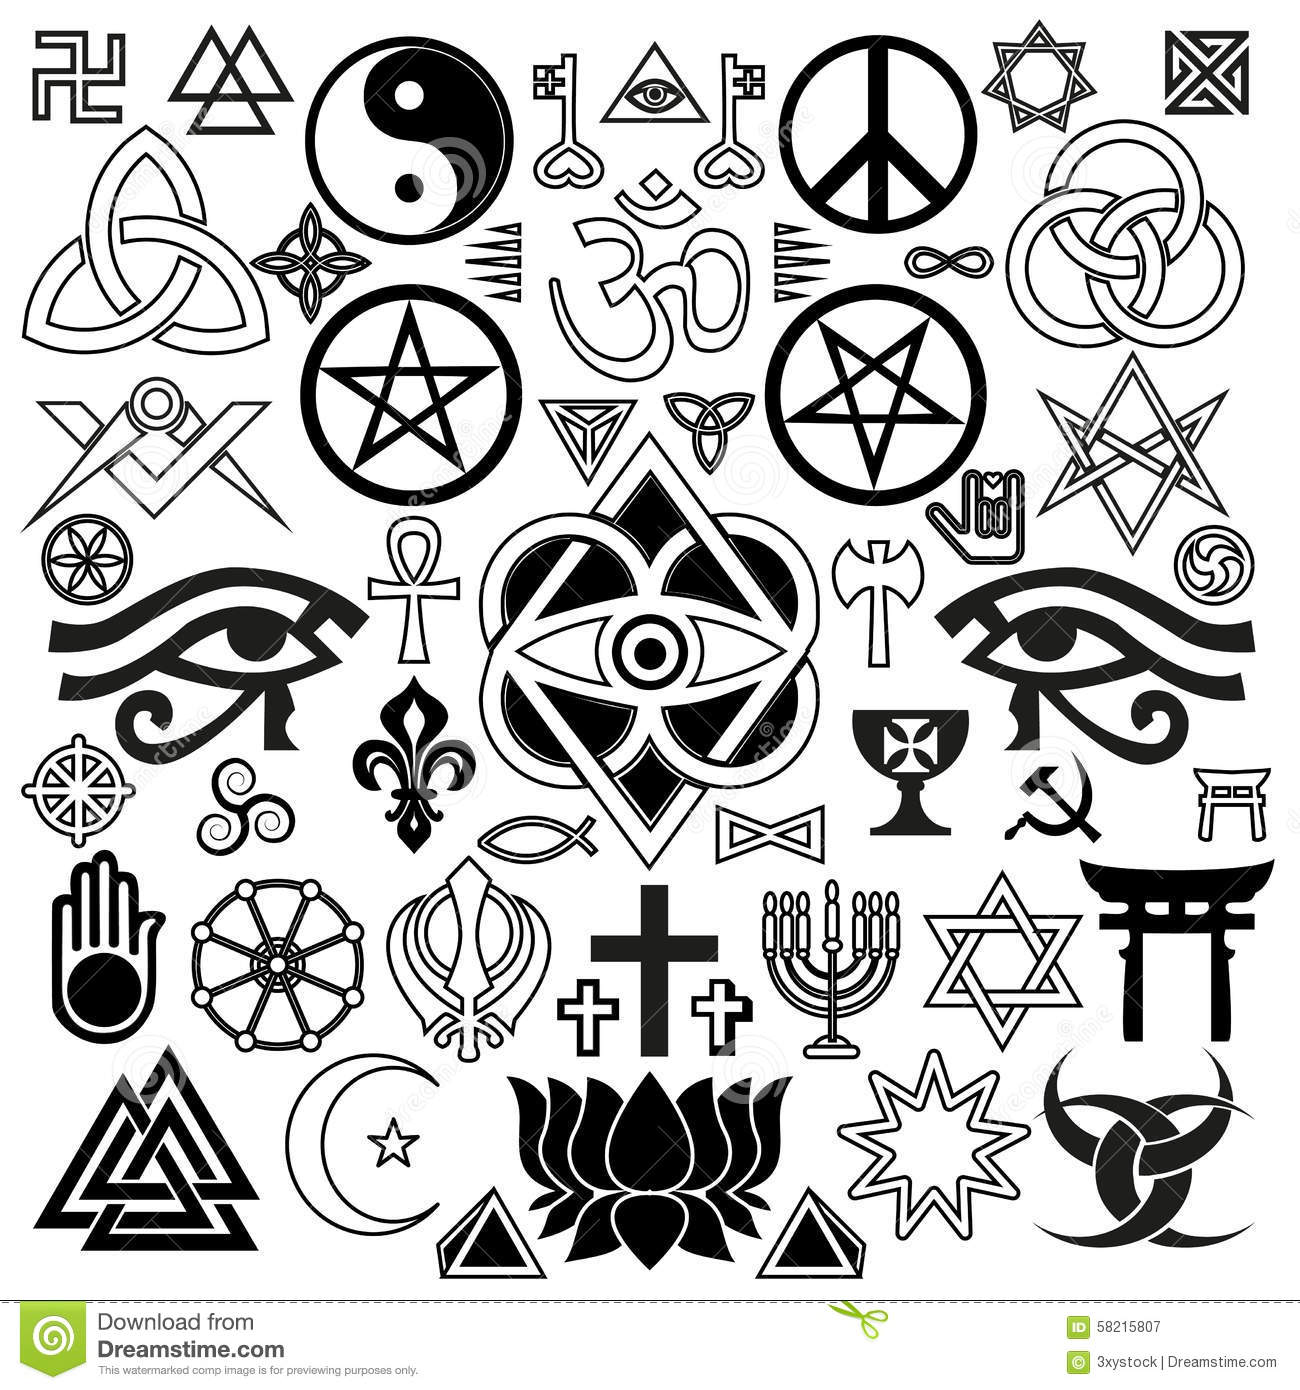 Download from
Dreamstime.com
This watermarked comp image is for previewing purposes only.
ID 58215807
© 3xystock | Dreamstime.com